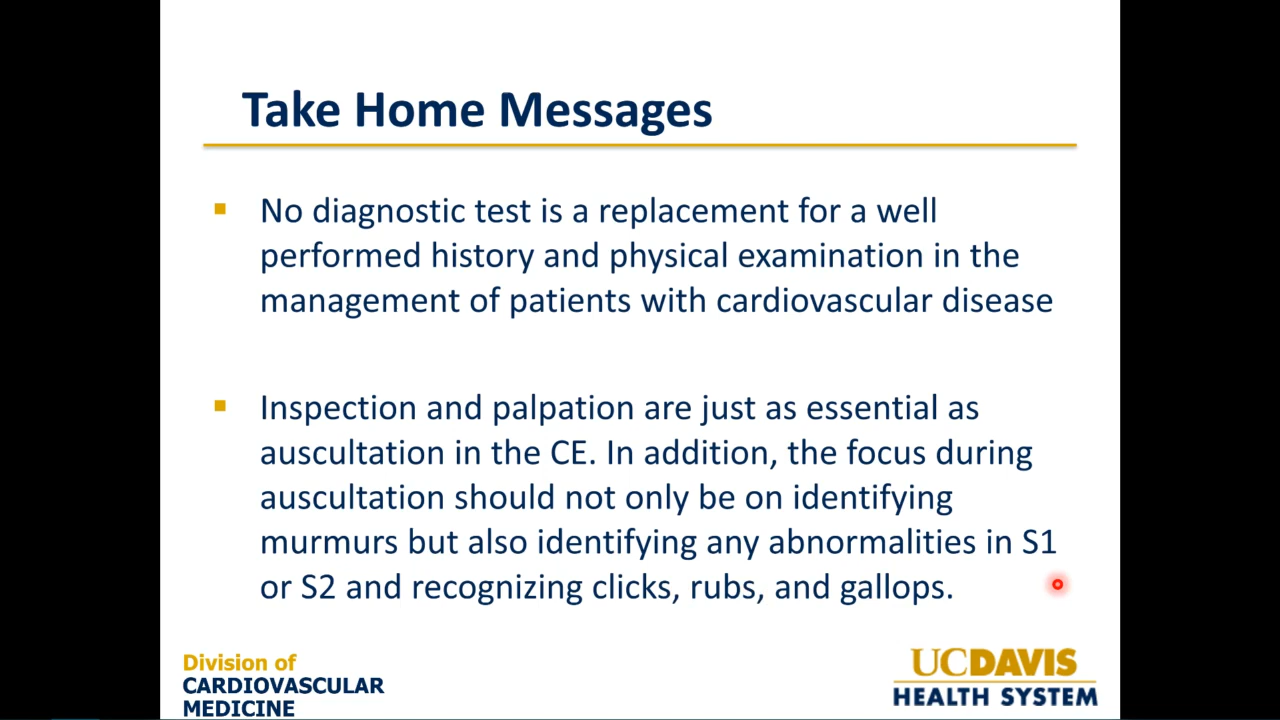 Take Home Messages
No diagnostic test is a replacement for a well
performed history and physical examination in the
management of patients with cardiovascular disease
Inspection and palpation are just as essential as
auscultation in the CE. In addition, the focus during
auscultation should not only be on identifying
murmurs but also identifying any abnormalities in S1
or S2 and recognizing clicks, rubs, and gallops.
Division of
CARDIOVASCULAR
MEDICINE
UCDAVIS
HEALTH SYSTEM